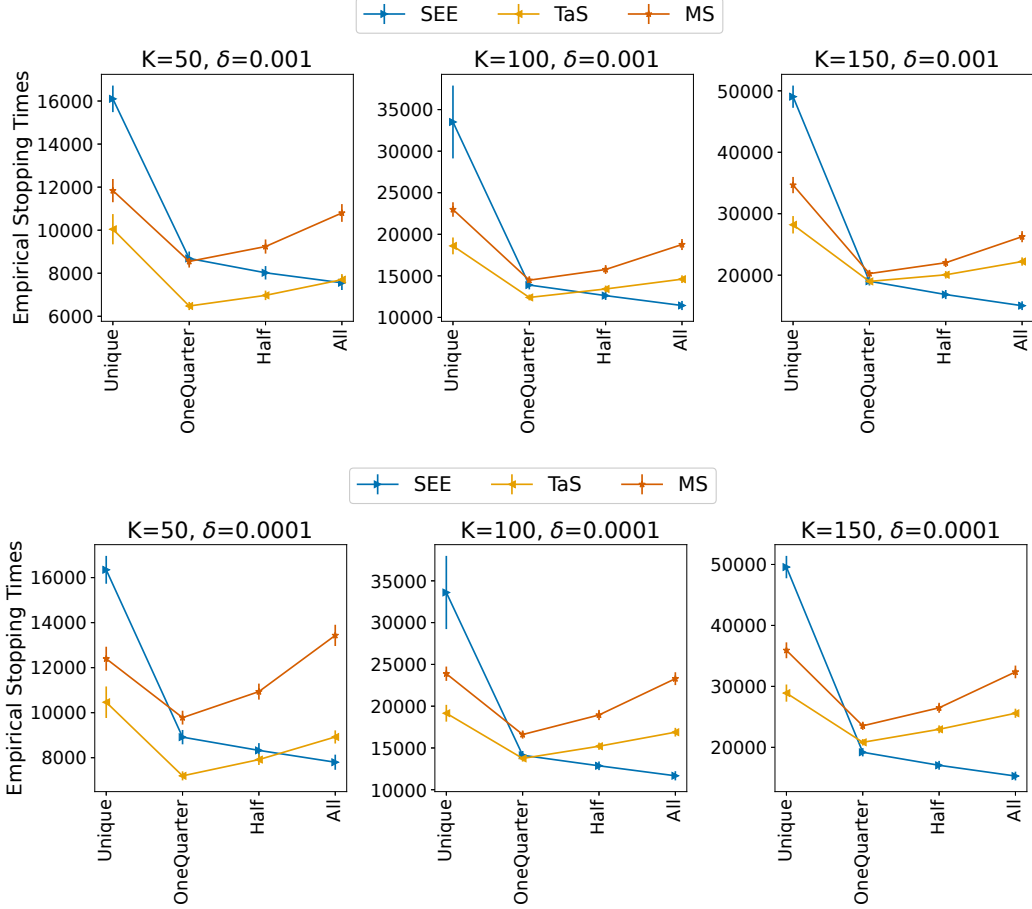 SEE TaS MS
K=50, δ=0.001 K=100, δ=0.001 K=150, δ=0.001
Empirical Stopping Times
16000
14000
12000
10000
8000
6000
35000
30000
25000
20000
15000
10000
50000
40000
30000
20000
Unique OneQuarter Half All
Unique OneQuarter Half All
Unique OneQuarter Half All
SEE TaS MS
K=50, δ=0.0001 K=100, δ=0.0001 K=150, δ=0.0001
Empirical Stopping Times
16000
14000
12000
10000
8000
35000
30000
25000
20000
15000
10000
50000
40000
30000
20000
Unique OneQuarter Half All
Unique OneQuarter Half All
Unique OneQuarter Half All